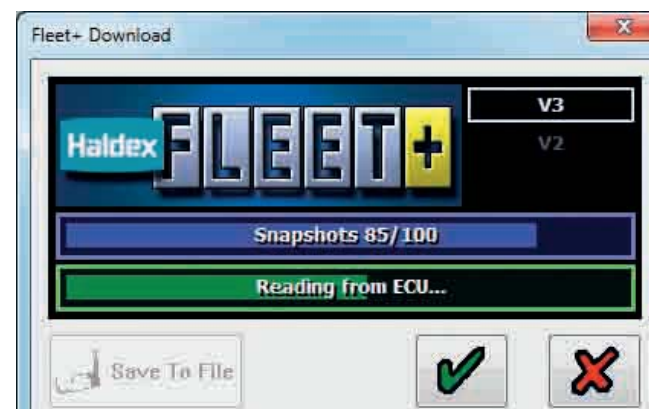 Fleet+ Download
Haldex FLEET+
V3
V2
Snapshots 85/100
Reading from ECU...
Save To File